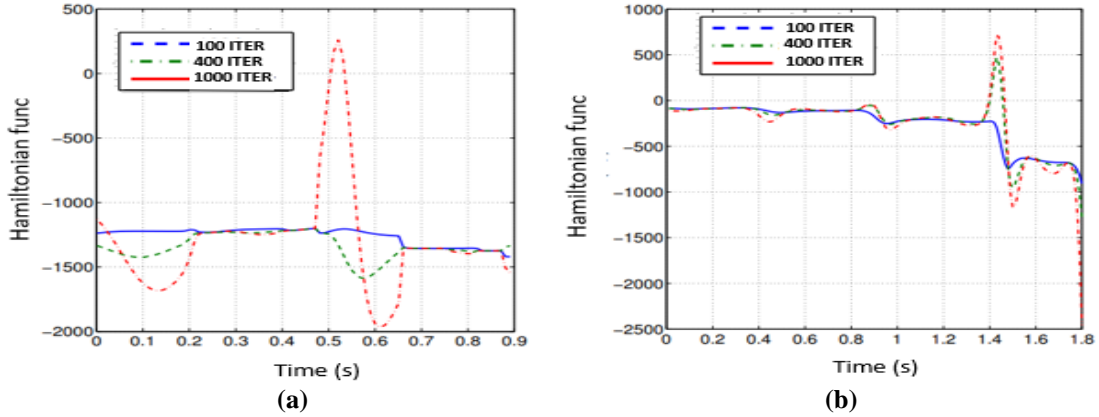 500
0
−500
−1000
−1500
−2000
Hamiltonian func
100 ITER
400 ITER
1000 ITER
0 0.1 0.2 0.3 0.4 0.5 0.6 0.7 0.8 0.9
Time (s)
(a)
1000
500
0
−500
−1000
−1500
−2000
−2500
Hamiltonian func
100 ITER
400 ITER
1000 ITER
0 0.2 0.4 0.6 0.8 1 1.2 1.4 1.6 1.8
Time (s)
(b)